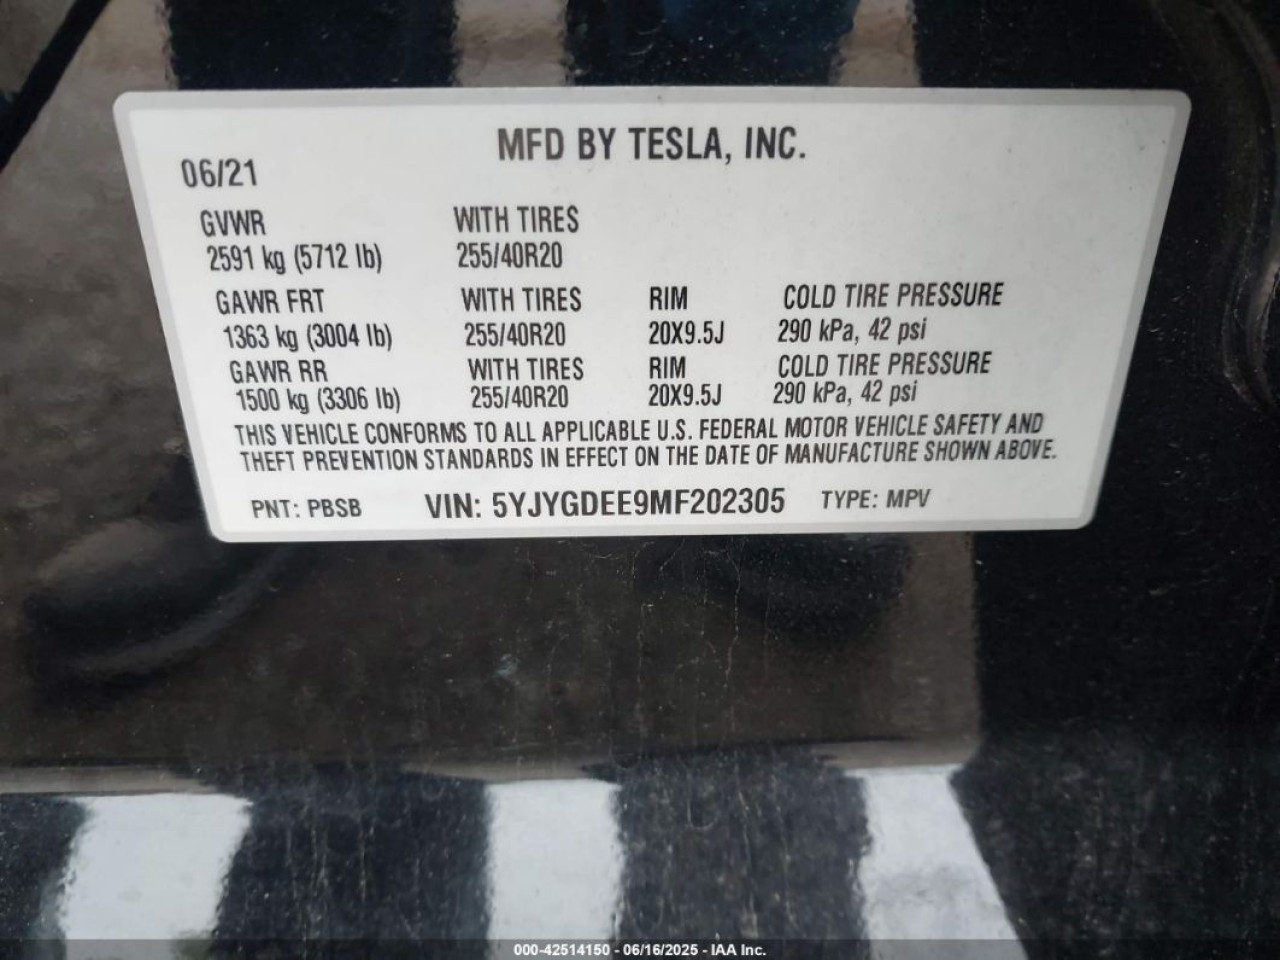 MFD BY TESLA, INC.
06/21
GVWR WITH TIRES
2591 kg (5712 lb) 255/40R20
GAWR FRT WITH TIRES RIM COLD TIRE PRESSURE
1363 kg (3004 lb) 255/40R20 20X9.5J 290 kPa, 42 psi
GAWR RR WITH TIRES RIM COLD TIRE PRESSURE
1500 kg (3306 lb) 255/40R20 20X9.5J 290 kPa, 42 psi
THIS VEHICLE CONFORMS TO ALL APPLICABLE U.S. FEDERAL MOTOR VEHICLE SAFETY AND
THEFT PREVENTION STANDARDS IN EFFECT ON THE DATE OF MANUFACTURE SHOWN ABOVE.
PNT: PBSB VIN: 5YJYGDEE9MF202305 TYPE: MPV
000-42514150 - 06/16/2025 - IAA Inc.